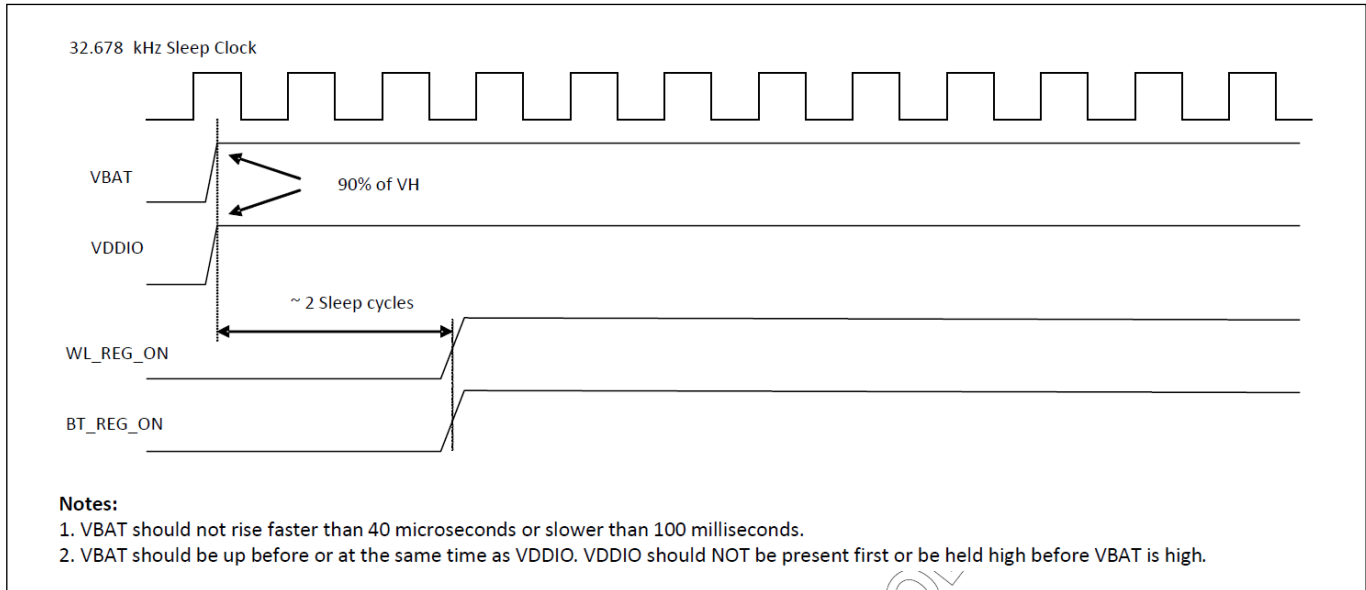 32.678 kHz Sleep Clock
VBAT
90% of VH
VDDIO
~ 2 Sleep cycles
WL_REG_ON
BT_REG_ON
Notes:
1. VBAT should not rise faster than 40 microseconds or slower than 100 milliseconds.
2. VBAT should be up before or at the same time as VDDIO. VDDIO should NOT be present first or be held high before VBAT is high.